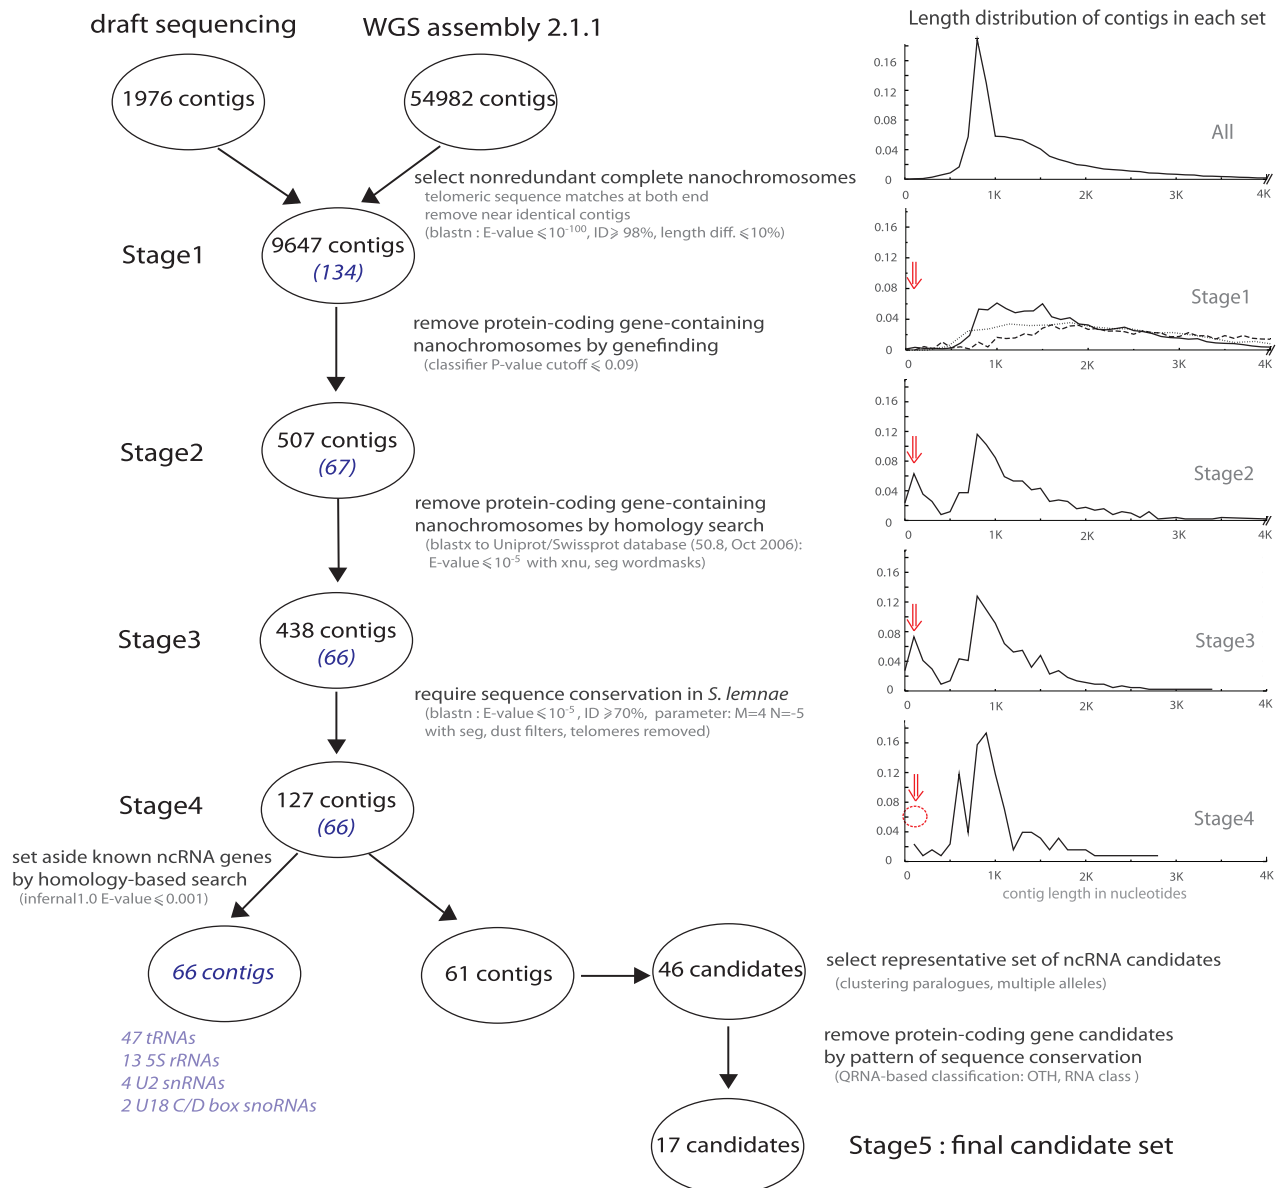 draft sequencing
WGS assembly 2.1.1
1976 contigs
54982 contigs
select nonredundant complete nanochromosomes
telomeric sequence matches at both end
remove near identical contigs
(blastn : E-value ⩽10-100, ID⩾ 98%, length diff. ⩽10%)
Stage1
9647 contigs
(134)
remove protein-coding gene-containing
nanochromosomes by genefinding
(classifier P-value cutoff ⩽ 0.09)
Stage2
507 contigs
(67)
remove protein-coding gene-containing
nanochromosomes by homology search
(blastx to Uniprot/Swissprot database (50.8, Oct 2006):
E-value ⩽10-5 with xnu, seg wordmasks)
Stage3
438 contigs
(66)
require sequence conservation in S. lemnae
(blastn : E-value ⩽10-5 , ID ⩾70%, parameter: M=4 N=-5
with seg, dust filters, telomeres removed)
Stage4
127 contigs
(66)
set aside known ncRNA genes
by homology-based search
(infernal1.0 E-value⩽ 0.001)
66 contigs
61 contigs
46 candidates
select representative set of ncRNA candidates
(clustering paralogues, multiple alleles)
47 tRNAs
13 5S rRNAs
4 U2 snRNAs
2 U18 C/D box snoRNAs
remove protein-coding gene candidates
by pattern of sequence conservation
(QRNA-based classification: OTH, RNA class )
17 candidates
Stage5 : final candidate set
Length distribution of contigs in each set
0.16
0.12
0.08
0.04
0
All
0 1K 2K 3K 4K
0.16
0.12
0.08
0.04
0
Stage1
0 1K 2K 3K 4K
0.16
0.12
0.08
0.04
0
Stage2
0 1K 2K 3K 4K
0.16
0.12
0.08
0.04
0
Stage3
0 1K 2K 3K 4K
0.16
0.12
0.08
0.04
0
Stage4
0 1K 2K 3K 4K
contig length in nucleotides